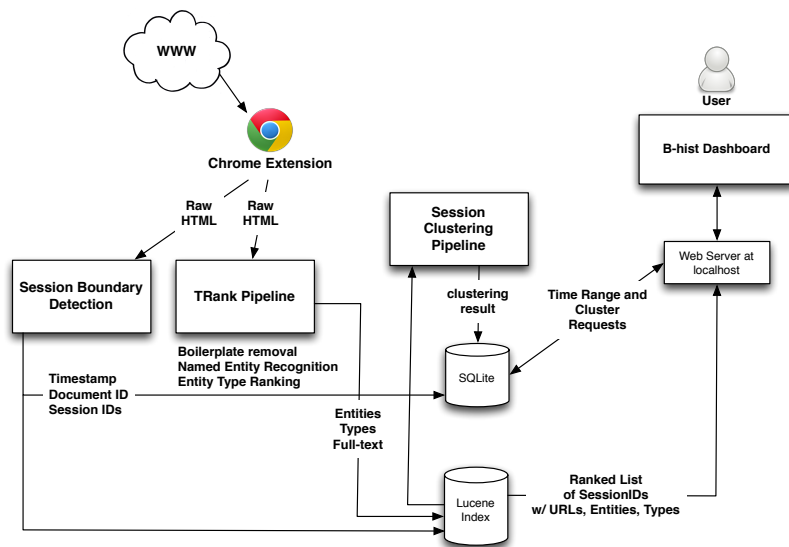 WWW
User
Chrome Extension
B-hist Dashboard
Raw
HTML
Raw
HTML
Session
Clustering
Pipeline
Web Server at
localhost
Session Boundary
Detection
TRank Pipeline
clustering
result
Time Range and
Cluster
Requests
Boilerplate removal
Named Entity Recognition
Entity Type Ranking
SQLite
Timestamp
Document ID
Session IDs
Entities
Types
Full-text
Lucene
Index
Ranked List
of SessionIDs
w/ URLs, Entities, Types